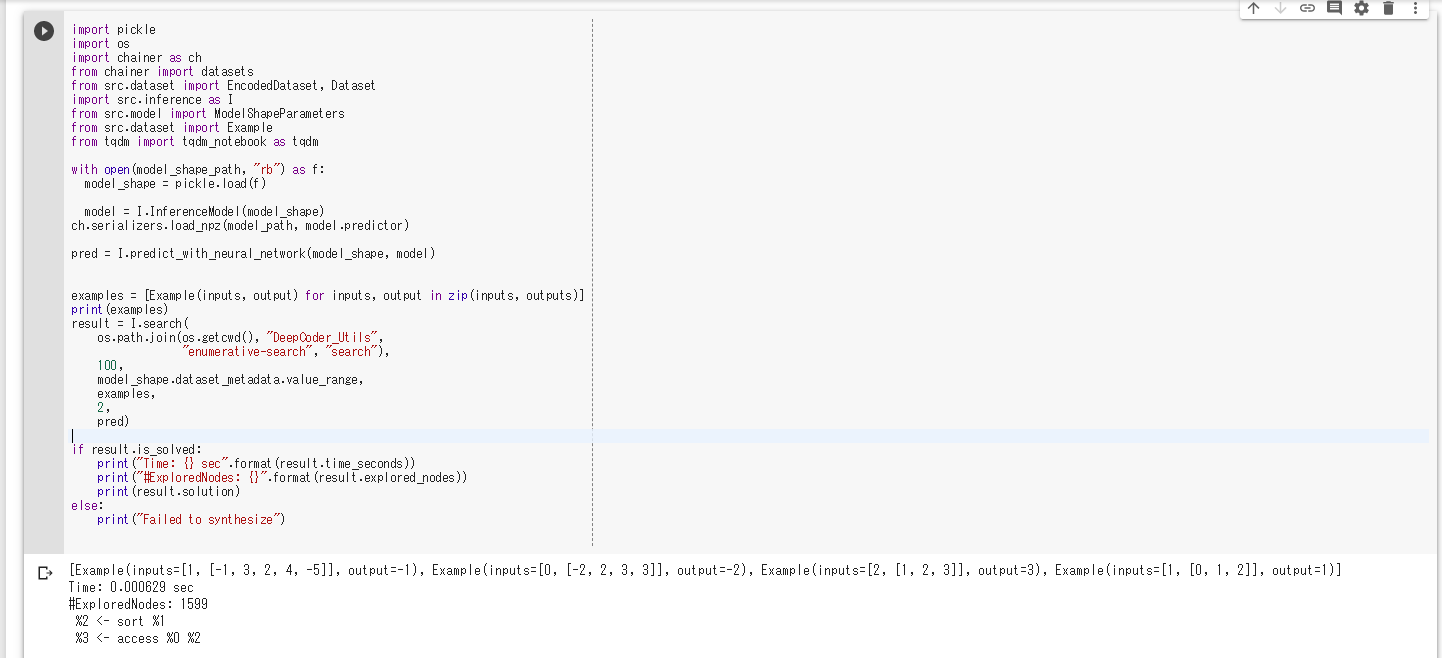 import pickle
import os
import chainer as ch
from chainer import datasets
from src.dataset import EncodedDataset, Dataset
import src.inference as I
from src.model import ModelShapeParameters
from src.dataset import Example
from tqdm import tqdm_notebook as tqdm
with open(model_shape_path, "rb") as f:
  model_shape = pickle.load(f)
  model = I.InferenceModel(model_shape)
ch.serializers.load_npz(model_path, model.predictor)
pred = I.predict_with_neural_network(model_shape, model)
examples = [Example(inputs, output) for inputs, output in zip(inputs, outputs)]
print(examples)
result = I.search(
    os.path.join(os.getcwd(), "DeepCoder_Utils",
                 "enumerative-search", "search"),
    100,
    model_shape.dataset_metadata.value_range,
    examples,
    2,
    pred)
if result.is_solved:
    print("Time: {} sec".format(result.time_seconds))
    print("#ExploredNodes: {}".format(result.explored_nodes))
    print(result.solution)
else:
    print("Failed to synthesize")
[Example(inputs=[1, [-1, 3, 2, 4, -5]], output=-1), Example(inputs=[0, [-2, 2, 3, 3]], output=-2), Example(inputs=[2, [1, 2, 3]], output=3), Example(inputs=[1, [0, 1, 2]], output=1)]
Time: 0.000629 sec
#ExploredNodes: 1599
 %2 <- sort %1
 %3 <- access %0 %2